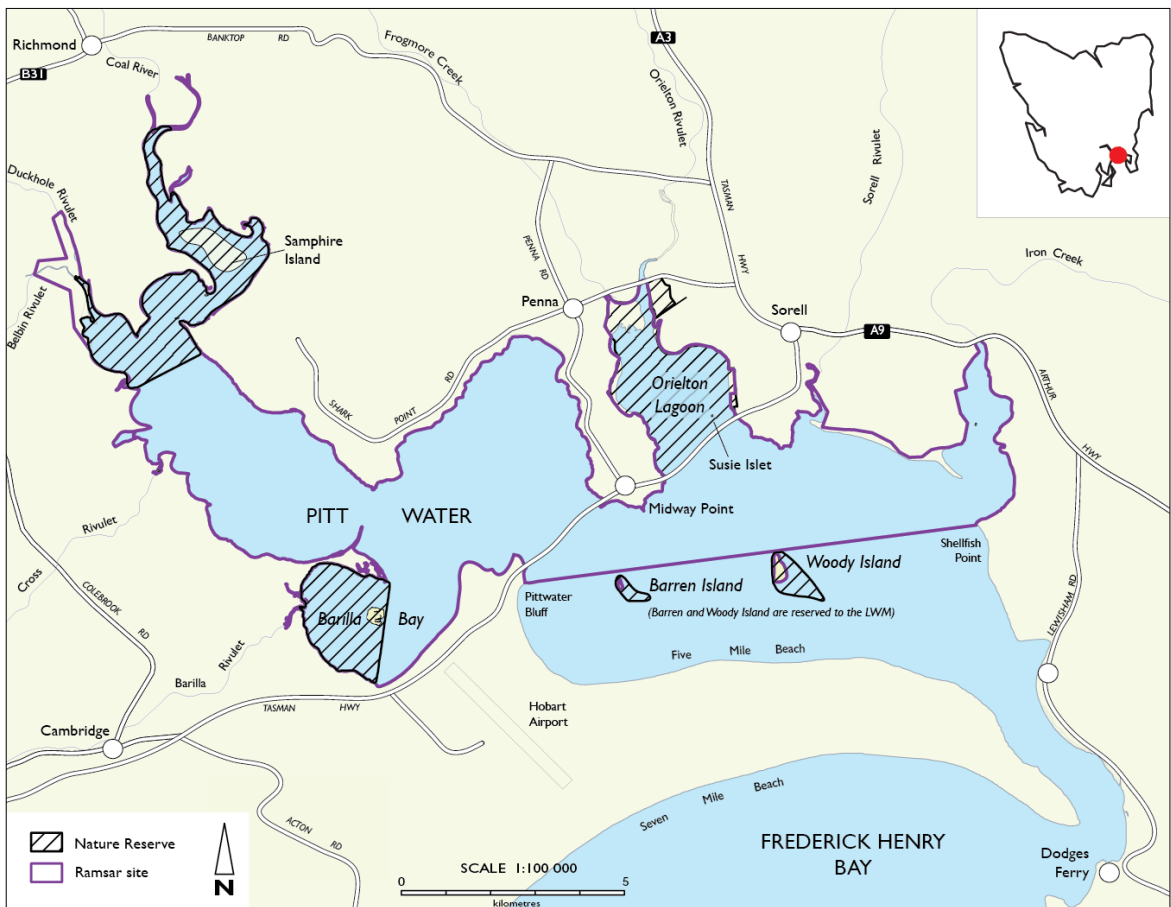 Richmond
BANKTOP RD
B31
Coal River
Frogmore Creek
A3
Orielton Rivulet
Sorell Rivulet
Duckhole Rivulet
TASMAN HWY
Samphire
Island
Iron Creek
PENNA RD
Belbin Rivulet
Penna
Sorell
A9
ARTHUR HWY
SHARK POINT RD
Orielton
Lagoon
Susie Islet
PITT WATER
Midway Point
Cross Rivulet
Shellfish
Point
Woody Island
Barren Island
Pittwater
Bluff
(Barren and Woody Island are reserved to the LWM)
COLEBROOK RD
Barilla Bay
LEWISHAM RD
Five Mile Beach
Barilla Rivulet
TASMAN HWY
Hobart
Airport
Cambridge
Seven Mile Beach
ACTON RD
FREDERICK HENRY
BAY
Dodges
Ferry
Nature Reserve
Ramsar site
N
SCALE 1:100 000
0 5
kilometres